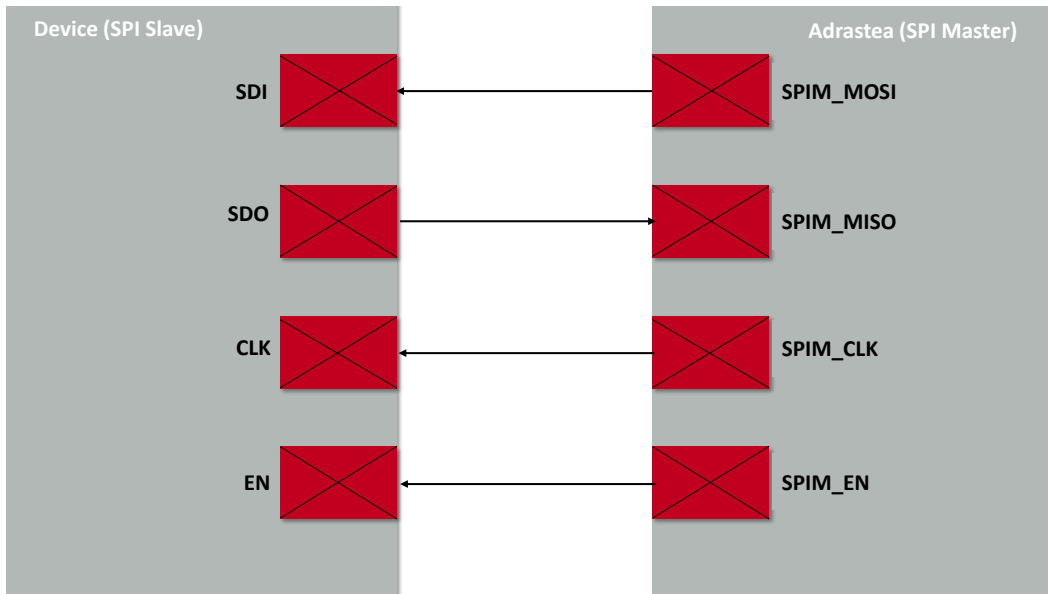 Device (SPI Slave)
Adrastea (SPI Master)
SDI
SPIM_MOSI
SDO
SPIM_MISO
CLK
SPIM_CLK
EN
SPIM_EN